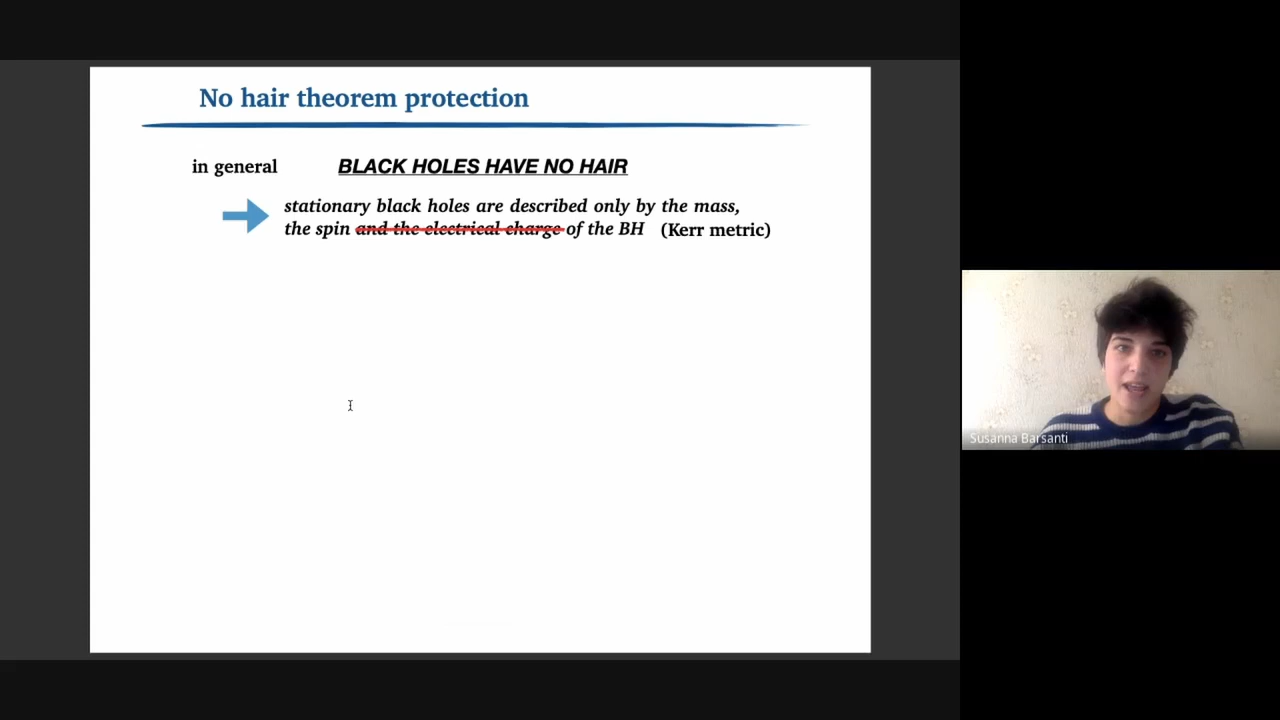 No hair theorem protection
in general BLACK HOLES HAVE NO HAIR
stationary black holes are described only by the mass,
the spin and the electrical charge of the BH (Kerr metric)
Susanna Barsanti